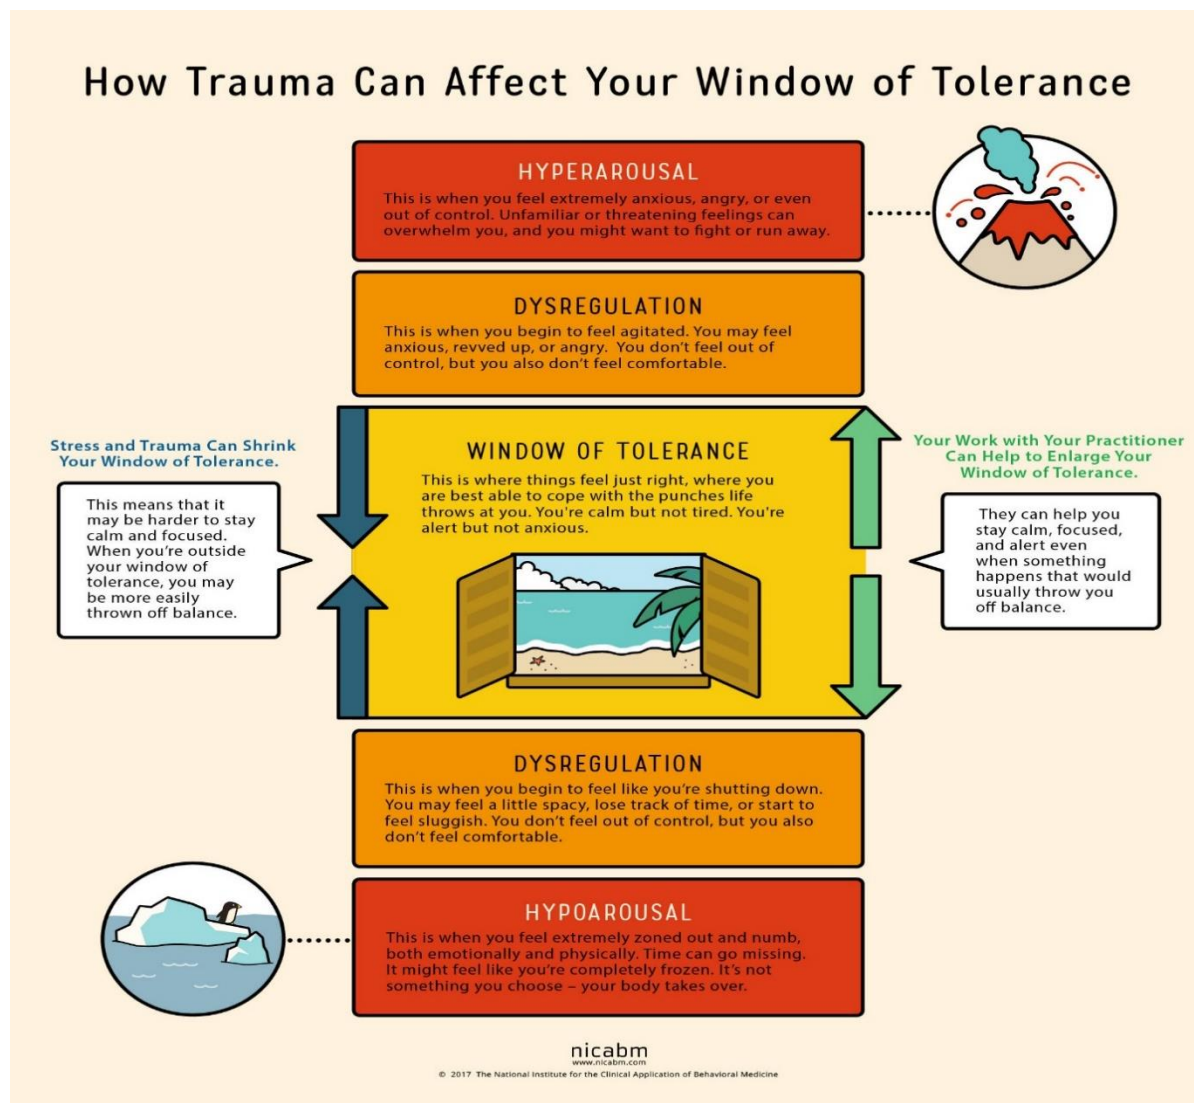 How Trauma Can Affect Your Window of Tolerance
HYPERAROUSAL
This is when you feel extremely anxious, angry, or even
out of control. Unfamiliar or threatening feelings can
overwhelm you, and you might want to fight or run away.
DYSREGULATION
This is when you begin to feel agitated. You may feel
anxious, revved up, or angry. You don’t feel out of
control, but you also don’t feel comfortable.
Stress and Trauma Can Shrink
Your Window of Tolerance.
This means that it
may be harder to stay
calm and focused.
When you’re outside
your window of
tolerance, you may
be more easily
thrown off balance.
WINDOW OF TOLERANCE
This is where things feel just right, where you
are best able to cope with the punches life
throws at you. You're calm but not tired. You're
alert but not anxious.
Your Work with Your Practitioner
Can Help to Enlarge Your
Window of Tolerance.
They can help you
stay calm, focused,
and alert even
when something
happens that would
usually throw you
off balance.
DYSREGULATION
This is when you begin to feel like you’re shutting down.
You may feel a little spacy, lose track of time, or start to
feel sluggish. You don’t feel out of control, but you also
don’t feel comfortable.
HYPOAROUSAL
This is when you feel extremely zoned out and numb,
both emotionally and physically. Time can go missing.
It might feel like you’re completely frozen. It’s not
something you choose – your body takes over.
nicabm
www.nicabm.com
© 2017 The National Institute for the Clinical Application of Behavioral Medicine